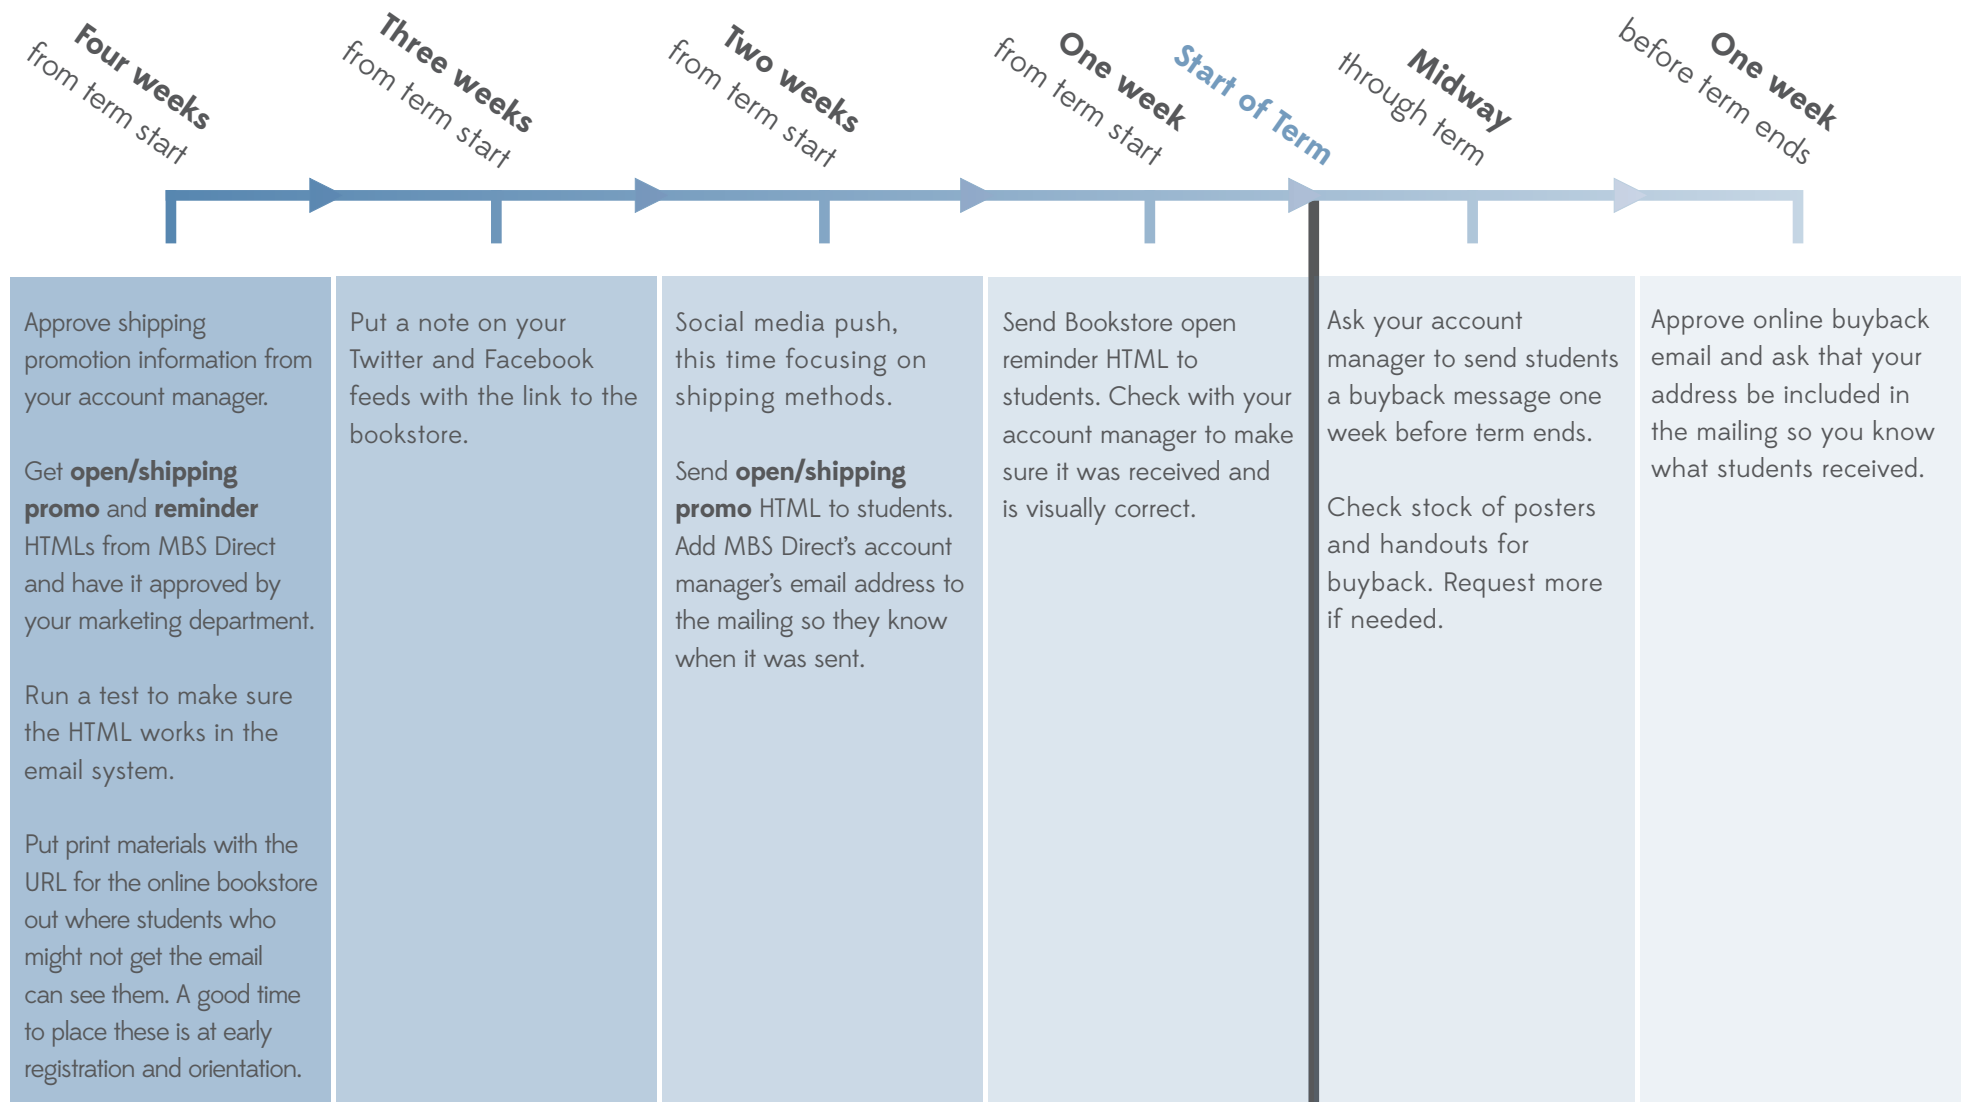 Four weeks
from term start
Three weeks
from term start
Two weeks
from term start
One week
from term start
Start of Term
Midway
through term
One week
before term ends
Approve shipping
promotion information from
your account manager.
Get open/shipping
promo and reminder
HTMLs from MBS Direct
and have it approved by
your marketing department.
Run a test to make sure
the HTML works in the
email system.
Put print materials with the
URL for the online bookstore
out where students who
might not get the email
can see them. A good time
to place these is at early
registration and orientation.
Put a note on your
Twitter and Facebook
feeds with the link to the
bookstore.
Social media push,
this time focusing on
shipping methods.
Send open/shipping
promo HTML to students.
Add MBS Direct’s account
manager’s email address to
the mailing so they know
when it was sent.
Send Bookstore open
reminder HTML to
students. Check with your
account manager to make
sure it was received and
is visually correct.
Ask your account
manager to send students
a buyback message one
week before term ends.
Check stock of posters
and handouts for
buyback. Request more
if needed.
Approve online buyback
email and ask that your
address be included in
the mailing so you know
what students received.